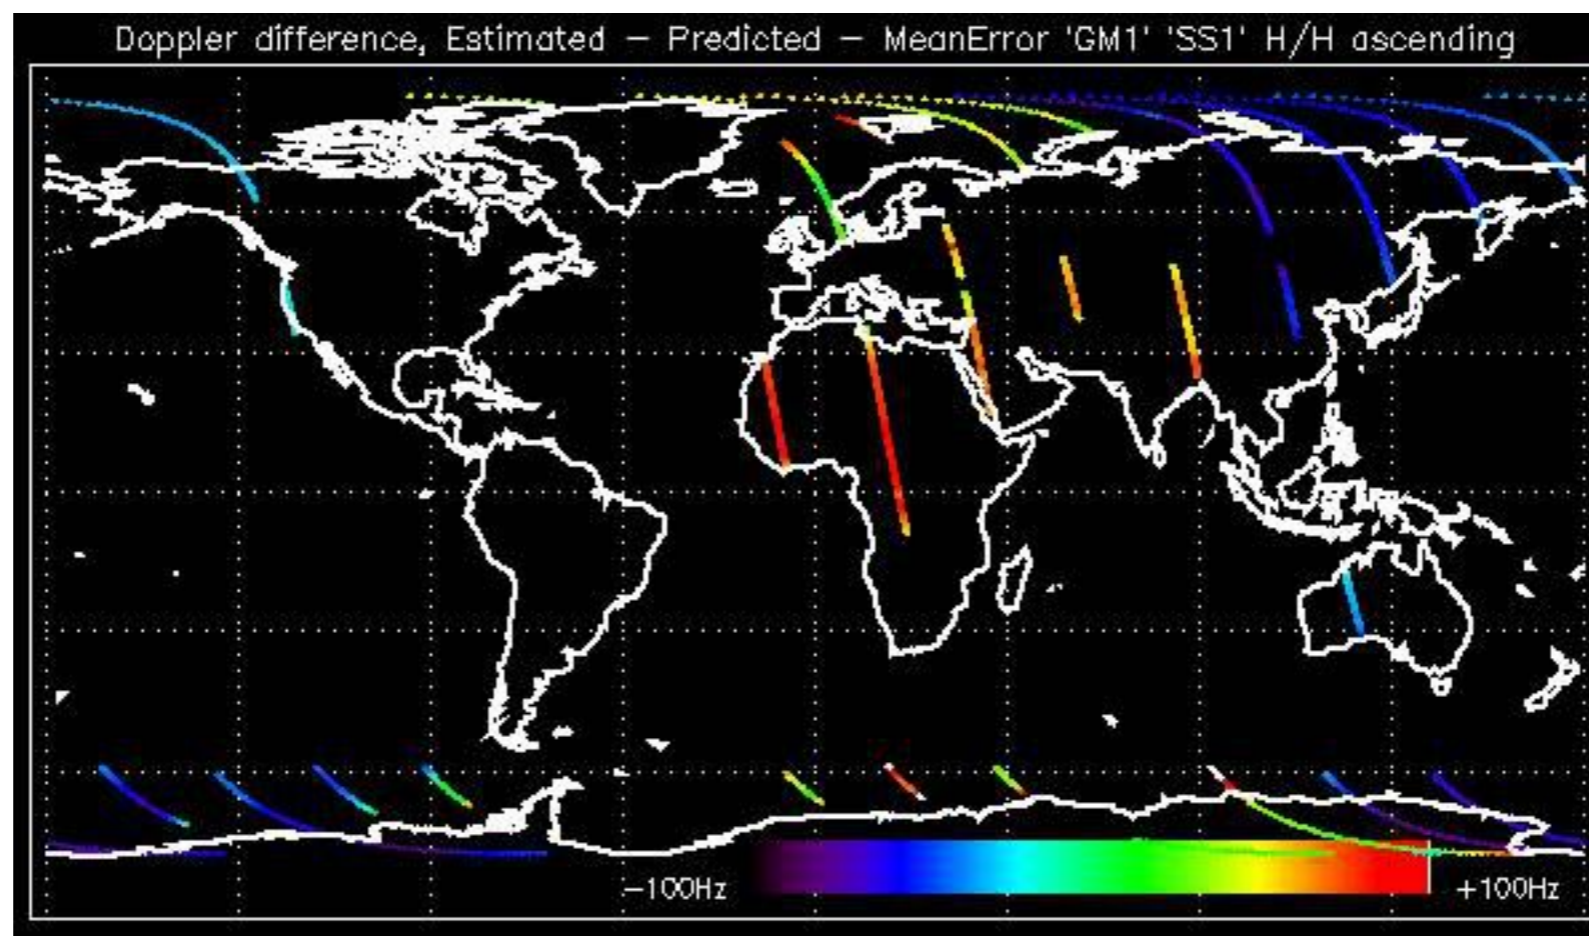 Doppler difference, Estimated – Predicted – MeanError 'GM1' 'SS1' H/H ascending
−100Hz
+100Hz